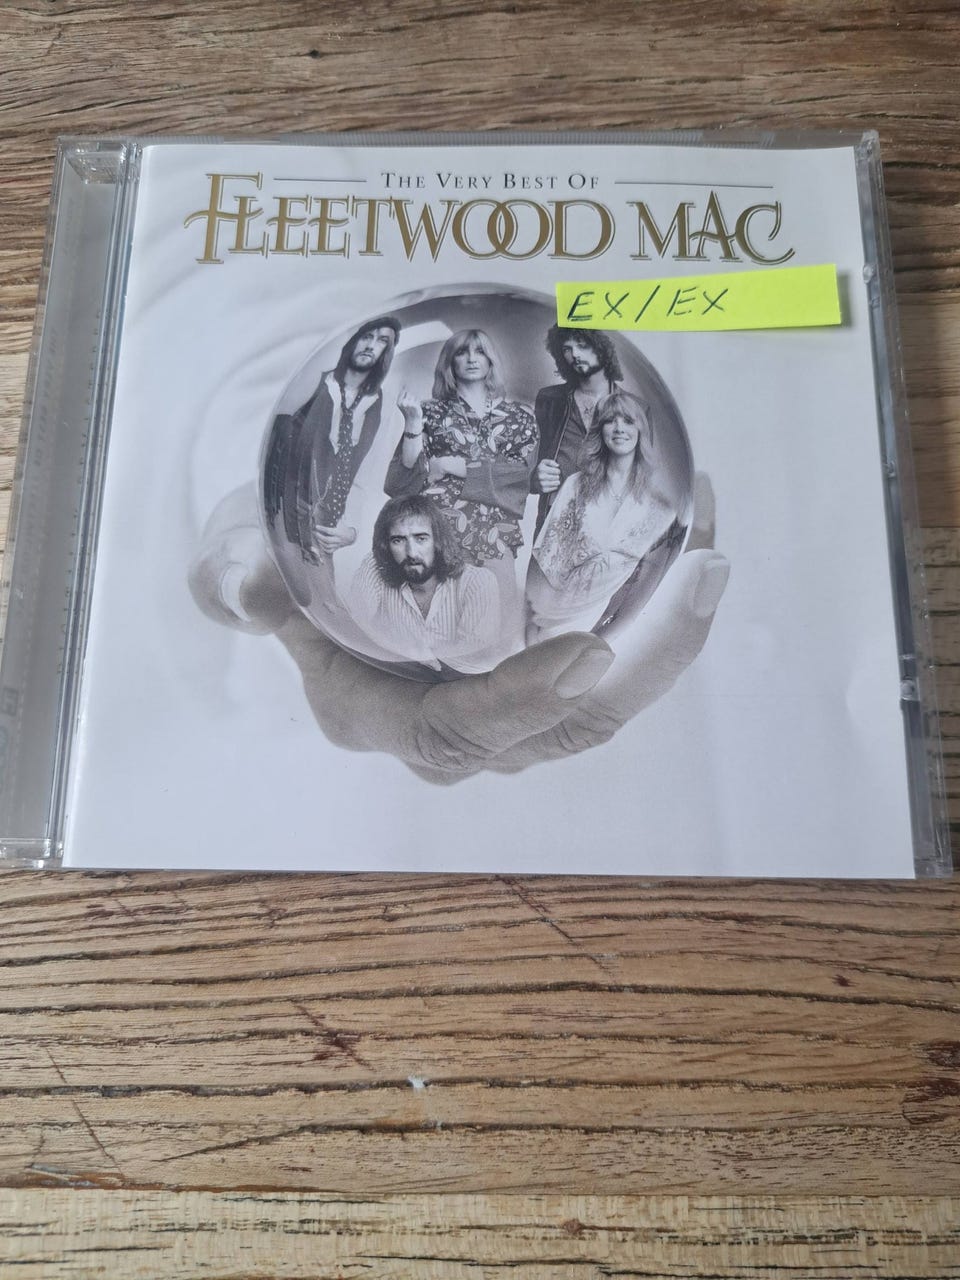 THE VERY BEST OF
FLEETWOOD MAC
EX/EX